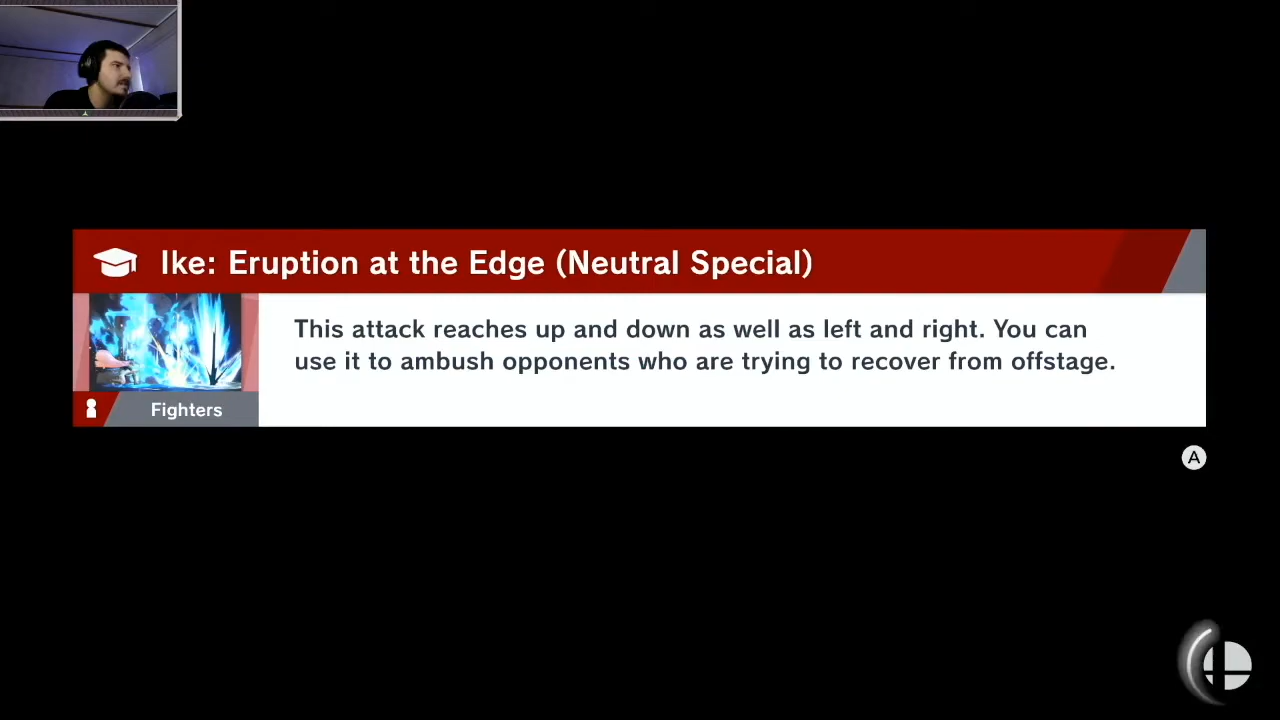 Ike: Eruption at the Edge (Neutral Special)
This attack reaches up and down as well as left and right. You can
use it to ambush opponents who are trying to recover from offstage.
Fighters
A